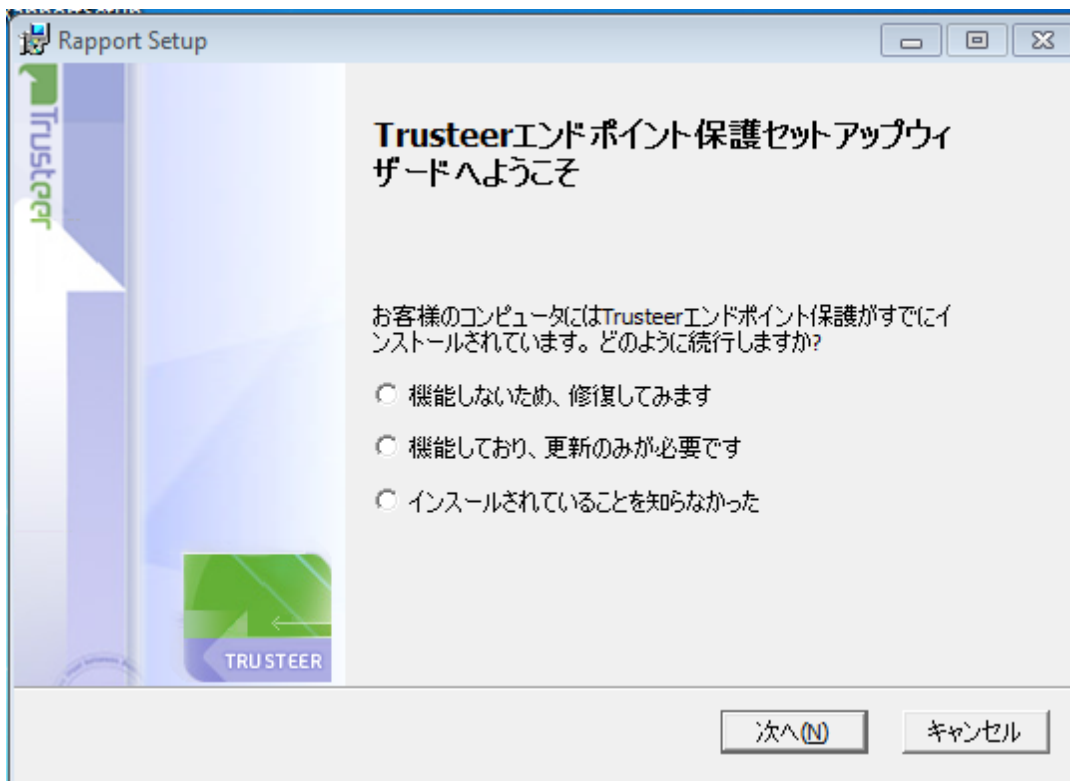 Rapport Setup
Trusteer
Trusteerエンドポイント保護セットアップウィ
ザードへようこそ
お客様のコンピュータにはTrusteerエンドポイント保護がすでにイ
ンストールされています。どのように続行しますか?
機能しないため、修復してみます
機能しており、更新のみが必要です
インスールされていることを知らなかった
TRUSTEER
次へ(N)
キャンセル